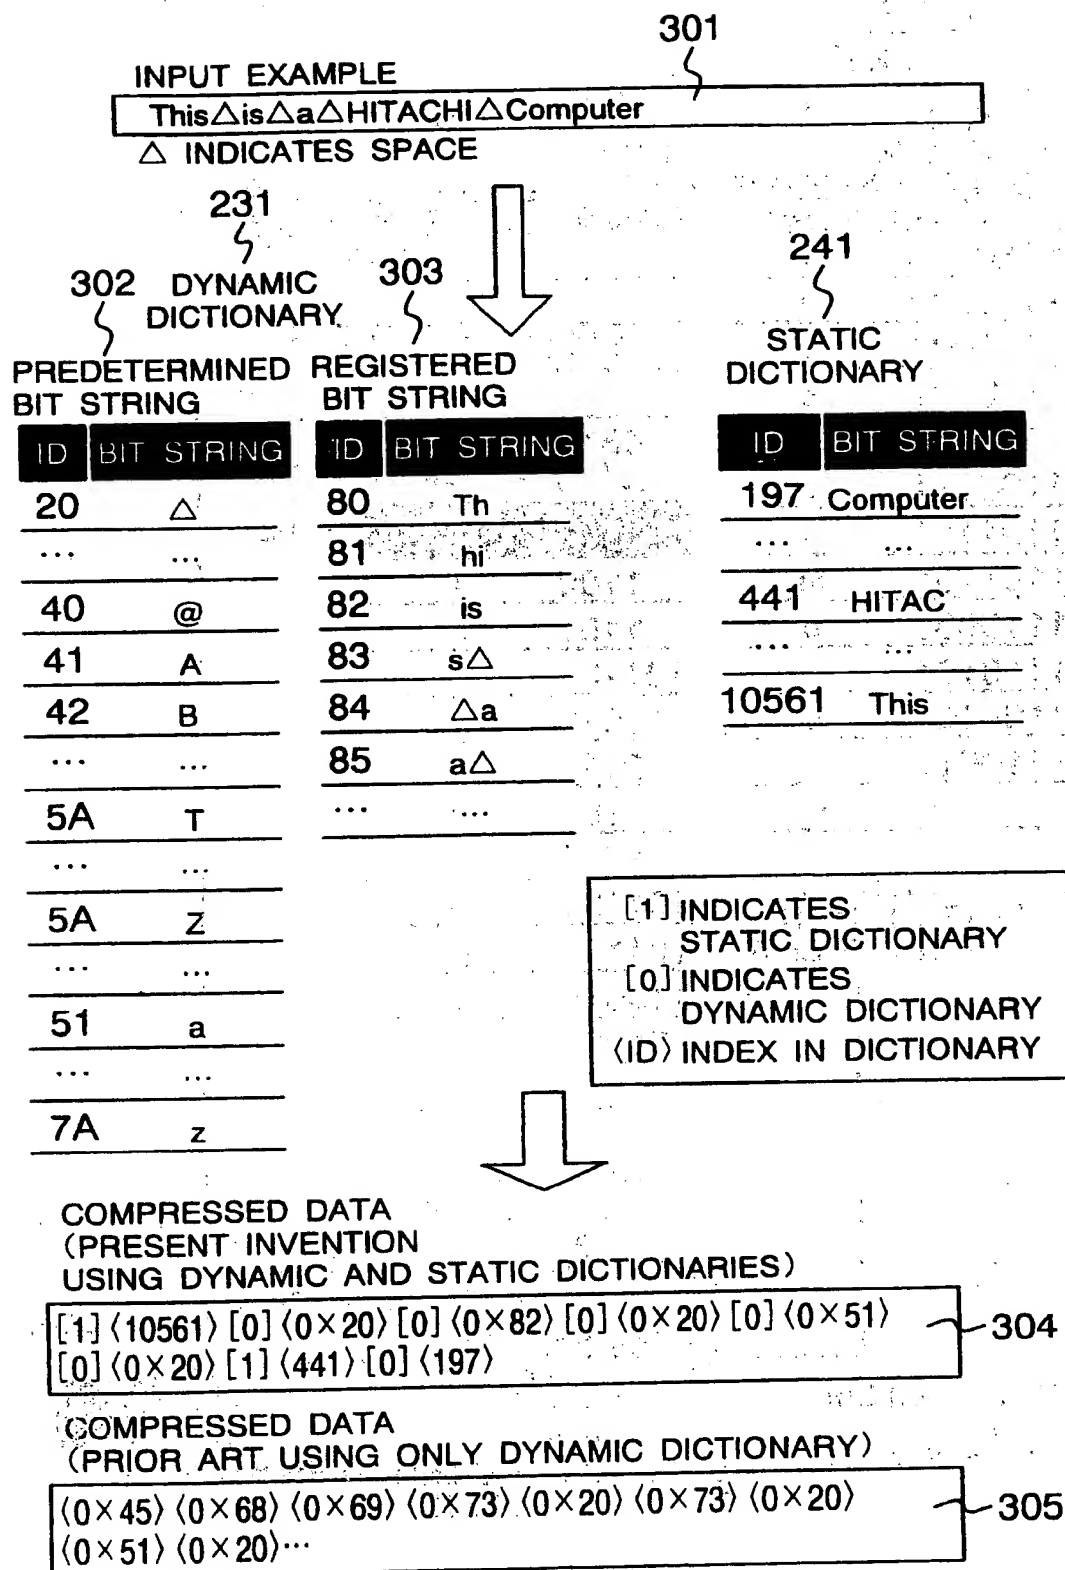 301
INPUT EXAMPLE
This△is△a△HITACHI△Computer
△ INDICATES SPACE
231
302 DYNAMIC DICTIONARY
303
241
PREDETERMINED BIT STRING
REGISTERED BIT STRING
STATIC DICTIONARY
ID BIT STRING
20 △
... ...
40 @
41 A
42 B
... ...
5A T
... ...
5A Z
... ...
51 a
... ...
7A z
ID BIT STRING
80 Th
81 hi
82 is
83 s△
84 △a
85 a△
... ...
ID BIT STRING
197 Computer
... ...
441 HITAC
... ...
10561 This
[1] INDICATES
STATIC DICTIONARY
[0] INDICATES
DYNAMIC DICTIONARY
⟨ID⟩ INDEX IN DICTIONARY
COMPRESSED DATA
(PRESENT INVENTION
USING DYNAMIC AND STATIC DICTIONARIES)
[1]⟨10561⟩[0]⟨0×20⟩[0]⟨0×82⟩[0]⟨0×20⟩[0]⟨0×51⟩
[0]⟨0×20⟩[1]⟨441⟩[0]⟨197⟩
304
COMPRESSED DATA
(PRIOR ART USING ONLY DYNAMIC DICTIONARY)
⟨0×45⟩⟨0×68⟩⟨0×69⟩⟨0×73⟩⟨0×20⟩⟨0×73⟩⟨0×20⟩
⟨0×51⟩⟨0×20⟩...
305